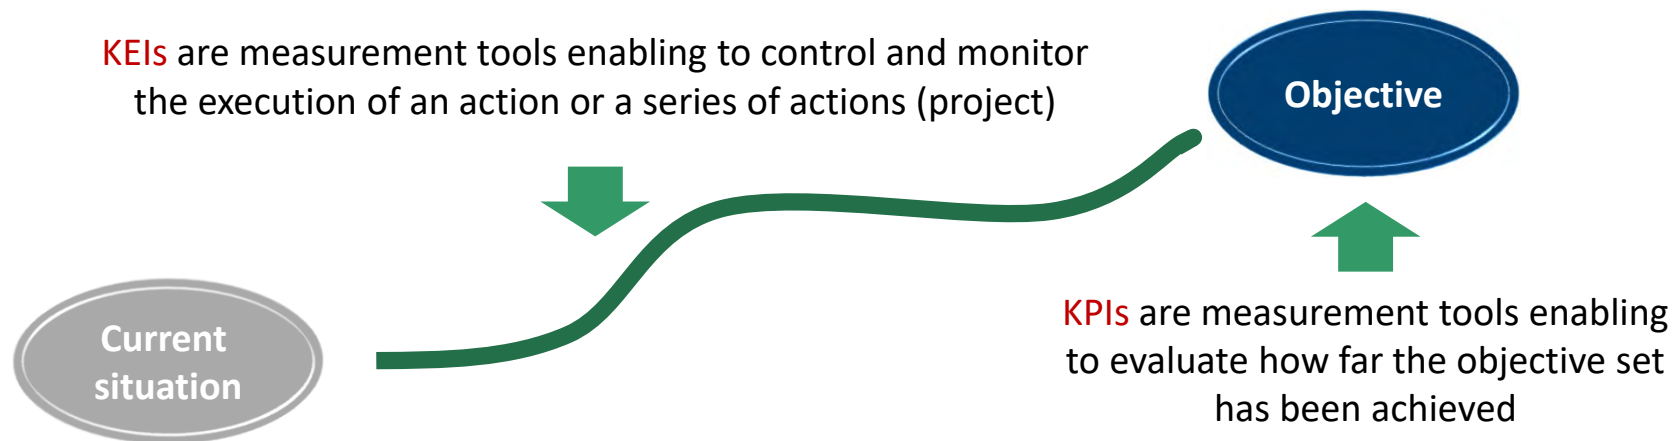 KEIs are measurement tools enabling to control and monitor
the execution of an action or a series of actions (project)
Objective
Current
situation
KPIs are measurement tools enabling
to evaluate how far the objective set
has been achieved